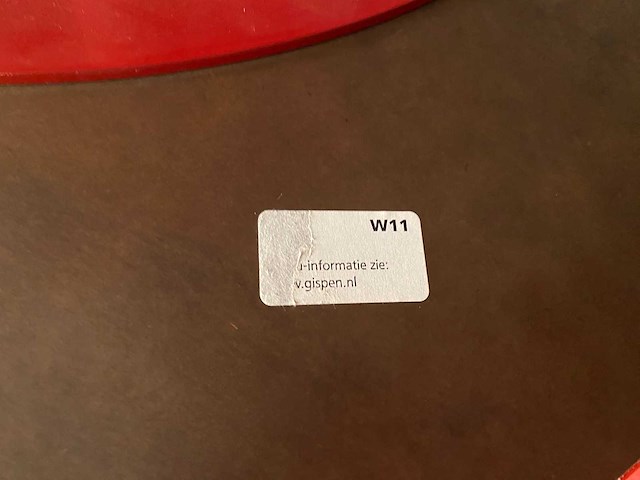 W11
-informatie zie:
.gispen.nl